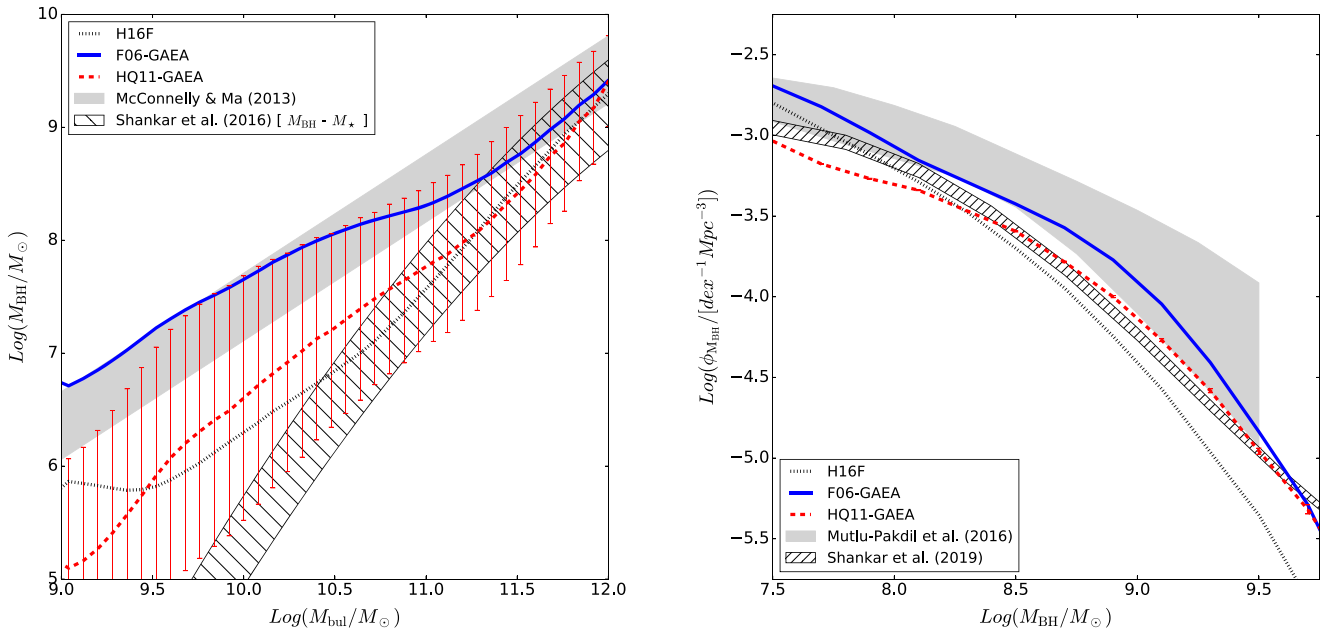 H16F
F06-GAEA
HQ11-GAEA
McConnelly & Ma (2013)
Shankar et al. (2016) [ M_BH - M_⋆ ]
10
9
8
7
6
5
Log(M_BH/M_⊙)
9.0 9.5 10.0 10.5 11.0 11.5 12.0
Log(M_bul/M_⊙)
−2.5
−3.0
−3.5
−4.0
−4.5
−5.0
−5.5
Log(ϕ_M_BH/[dex^−1 Mpc^−3])
H16F
F06-GAEA
HQ11-GAEA
Mutlu-Pakdil et al. (2016)
Shankar et al. (2019)
7.5 8.0 8.5 9.0 9.5
Log(M_BH/M_⊙)